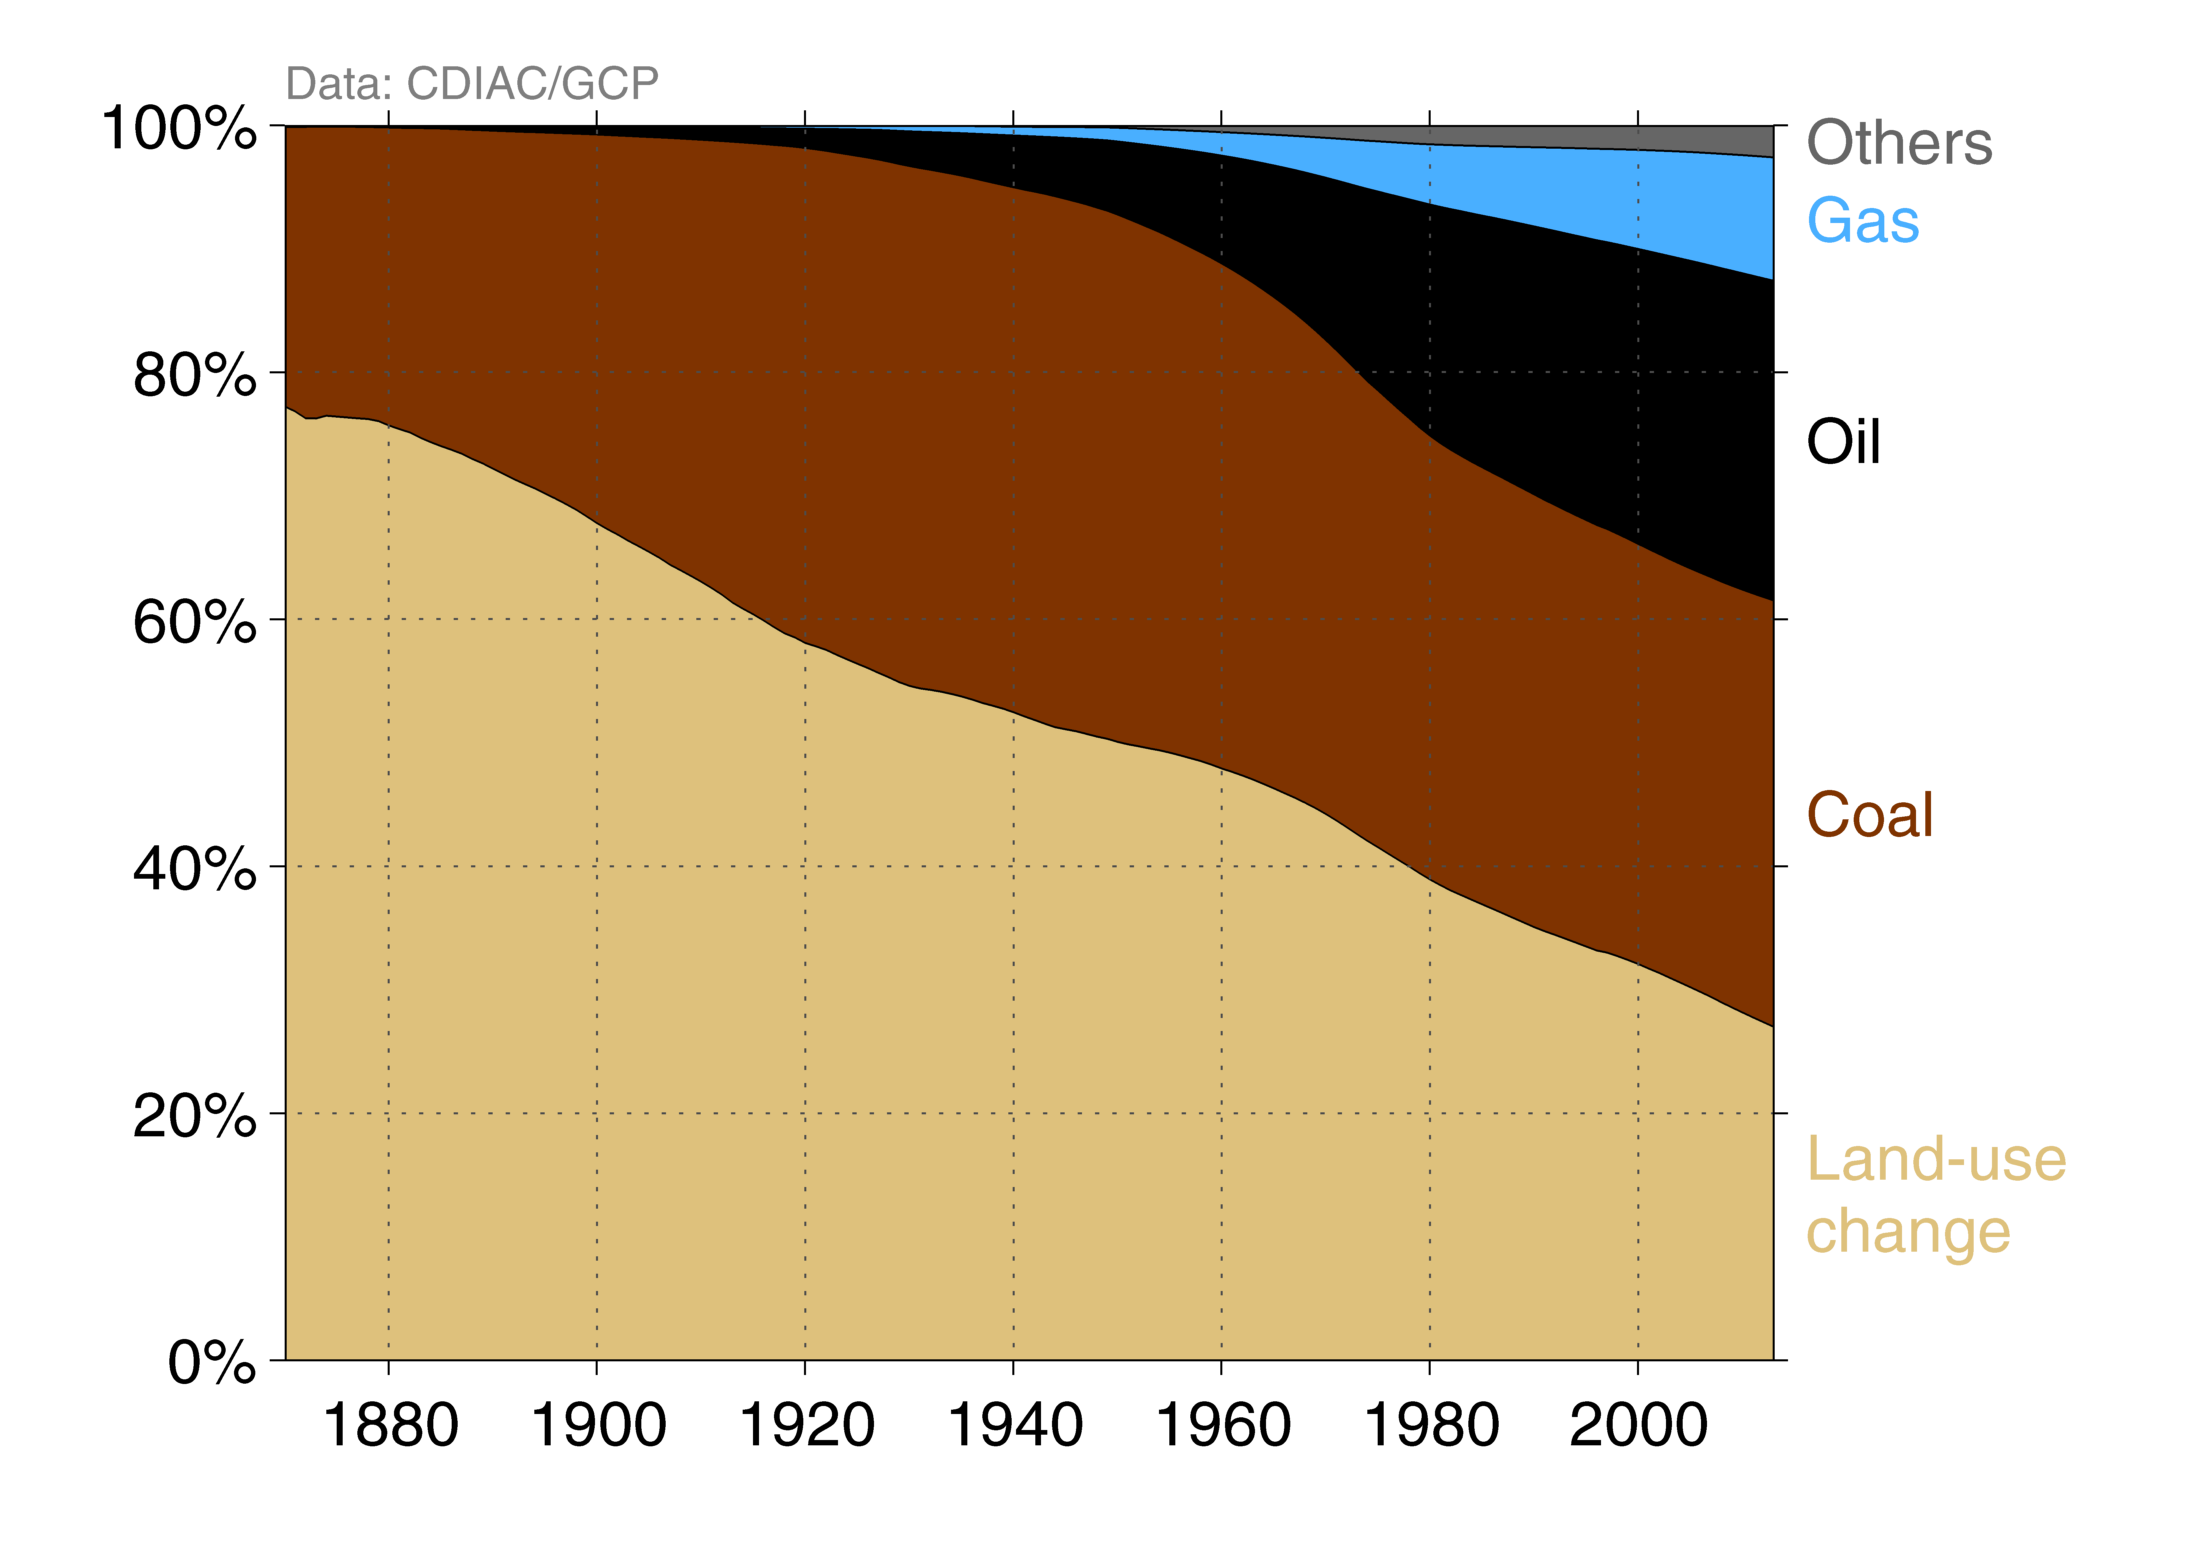 Data: CDIAC/GCP
100%
80%
60%
40%
20%
0%
1880 1900 1920 1940 1960 1980 2000
Others
Gas
Oil
Coal
Land-use
change